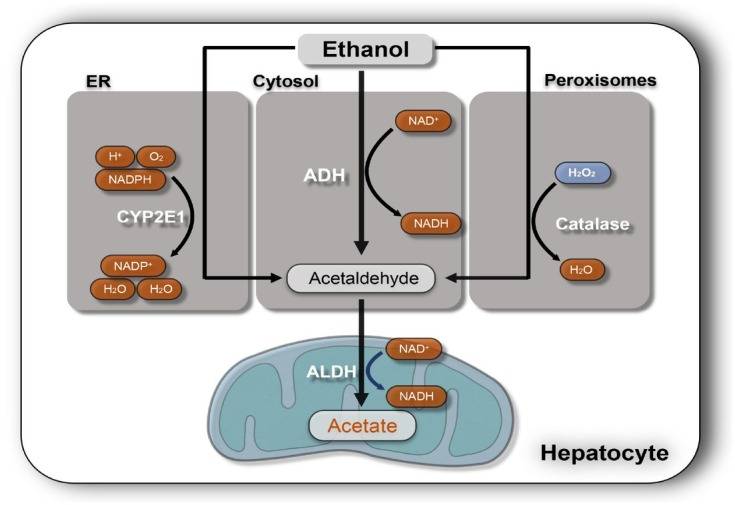 Ethanol
ER
Cytosol
Peroxisomes
H⁺
O₂
NADPH
CYP2E1
NADP⁺
H₂O
H₂O
NAD⁺
ADH
NADH
H₂O₂
Catalase
H₂O
Acetaldehyde
NAD⁺
ALDH
NADH
Acetate
Hepatocyte